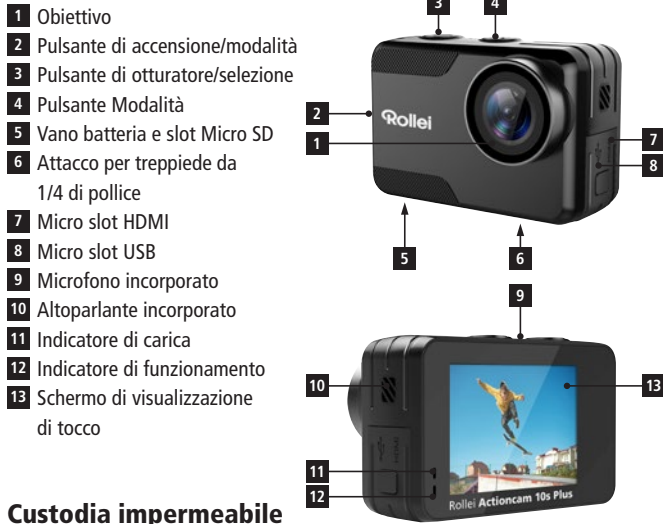 1 Obiettivo
2 Pulsante di accensione/modalità
3 Pulsante di otturatore/selezione
4 Pulsante Modalità
5 Vano batteria e slot Micro SD
6 Attacco per treppiede da
1/4 di pollice
7 Micro slot HDMI
8 Micro slot USB
9 Microfono incorporato
10 Altoparlante incorporato
11 Indicatore di carica
12 Indicatore di funzionamento
13 Schermo di visualizzazione
di tocco
Custodia impermeabile
3
4
2
Rollei
1
7
8
5
6
9
10
HDMI
13
11
12
Rollei Actioncam 10s Plus